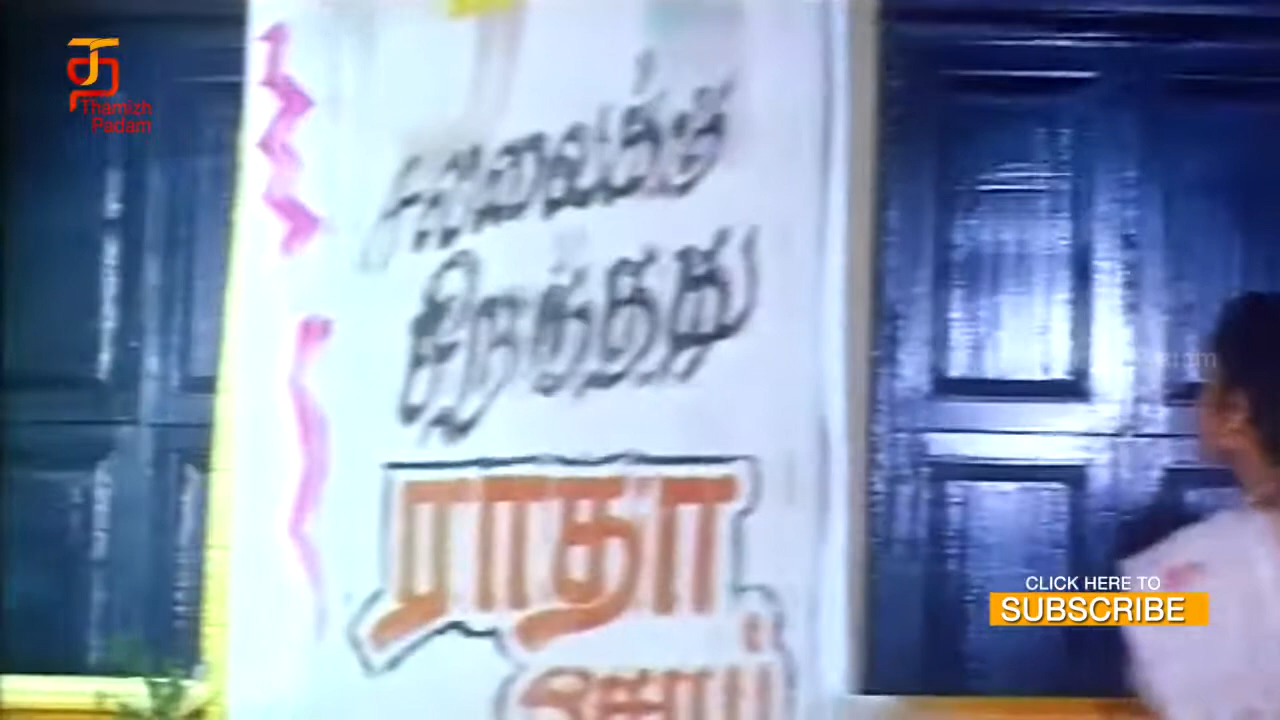 Thamizh
Padam
சலவைக்கு
சிறந்தது
ராதா
சோப்
CLICK HERE TO
SUBSCRIBE